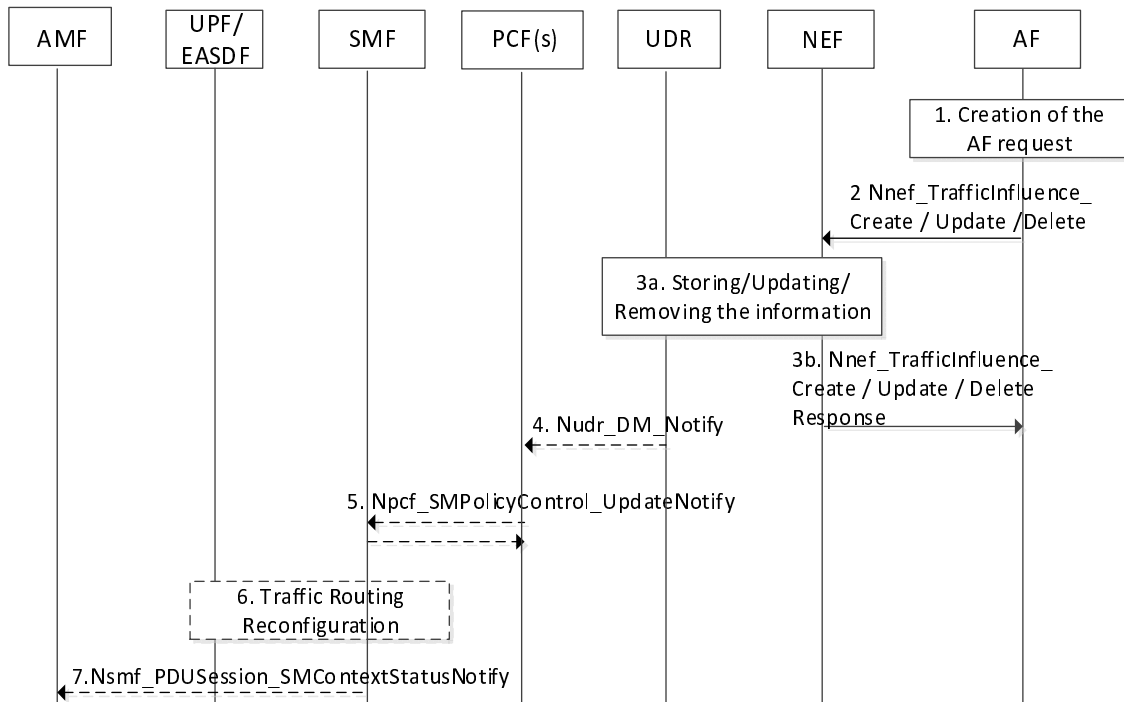 AMF
UPF/
EASDF
SMF
PCF(s)
UDR
NEF
AF
1. Creation of the
AF request
2 Nnef_TrafficInfluence_
Create / Update /Delete
3a. Storing/Updating/
Removing the information
3b. Nnef_TrafficInfluence_
Create / Update / Delete
Response
4. Nudr_DM_Notify
5. Npcf_SMPolicyControl_UpdateNotify
6. Traffic Routing
Reconfiguration
7.Nsmf_PDUSession_SMContextStatusNotify